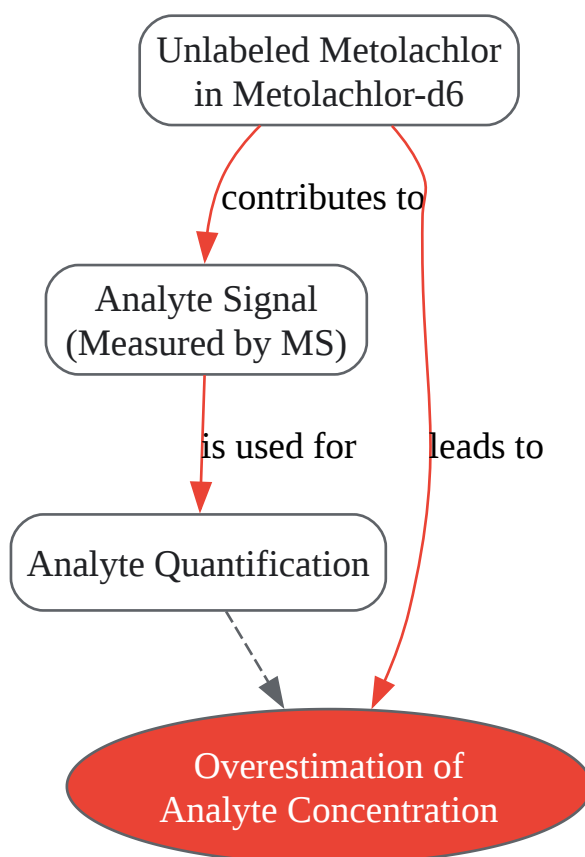 Unlabeled Metolachlor
in Metolachlor-d6
contributes to
Analyte Signal
(Measured by MS)
is used for
leads to
Analyte Quantification
Overestimation of
Analyte Concentration